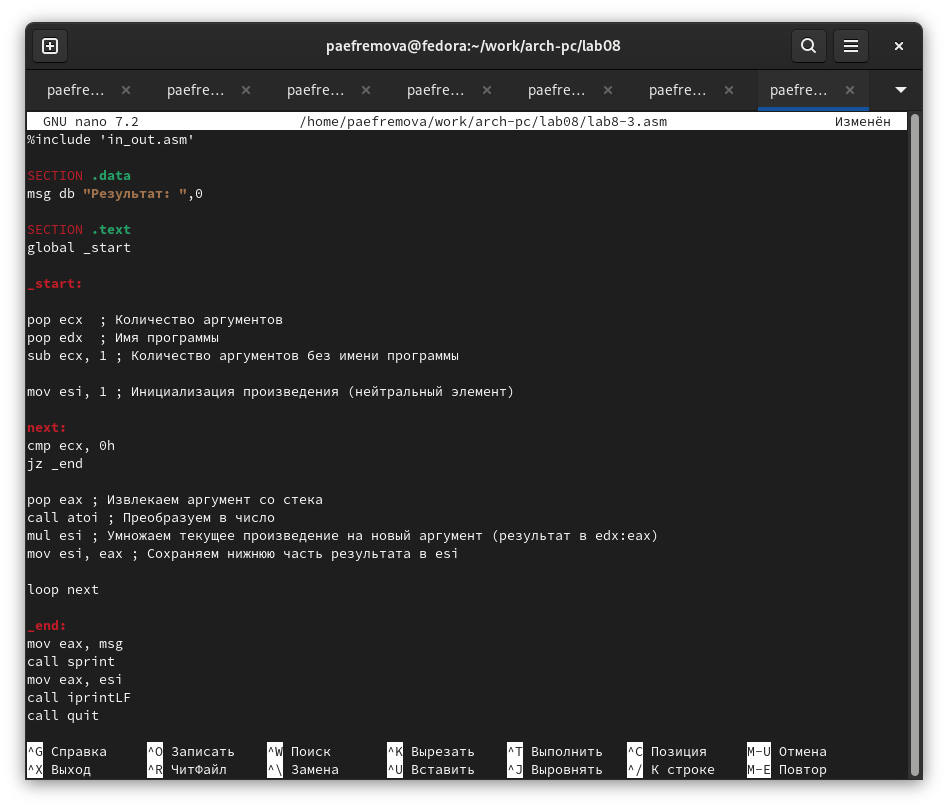 paefremova@fedora:~/work/arch-pc/lab08
paefre... paefre... paefre... paefre... paefre... paefre... paefre...
GNU nano 7.2 /home/paefremova/work/arch-pc/lab08/lab8-3.asm Изменён
%include 'in_out.asm'
SECTION .data
msg db "Результат: ",0
SECTION .text
global _start
_start:
pop ecx  ; Количество аргументов
pop edx  ; Имя программы
sub ecx, 1 ; Количество аргументов без имени программы
mov esi, 1 ; Инициализация произведения (нейтральный элемент)
next:
cmp ecx, 0h
jz _end
pop eax ; Извлекаем аргумент со стека
call atoi ; Преобразуем в число
mul esi ; Умножаем текущее произведение на новый аргумент (результат в edx:eax)
mov esi, eax ; Сохраняем нижнюю часть результата в esi
loop next
_end:
mov eax, msg
call sprint
mov eax, esi
call iprintLF
call quit
^G Справка ^O Записать ^W Поиск ^K Вырезать ^T Выполнить ^C Позиция M-U Отмена
^X Выход ^R ЧитФайл ^\ Замена ^U Вставить ^J Выровнять ^/ К строке M-E Повтор